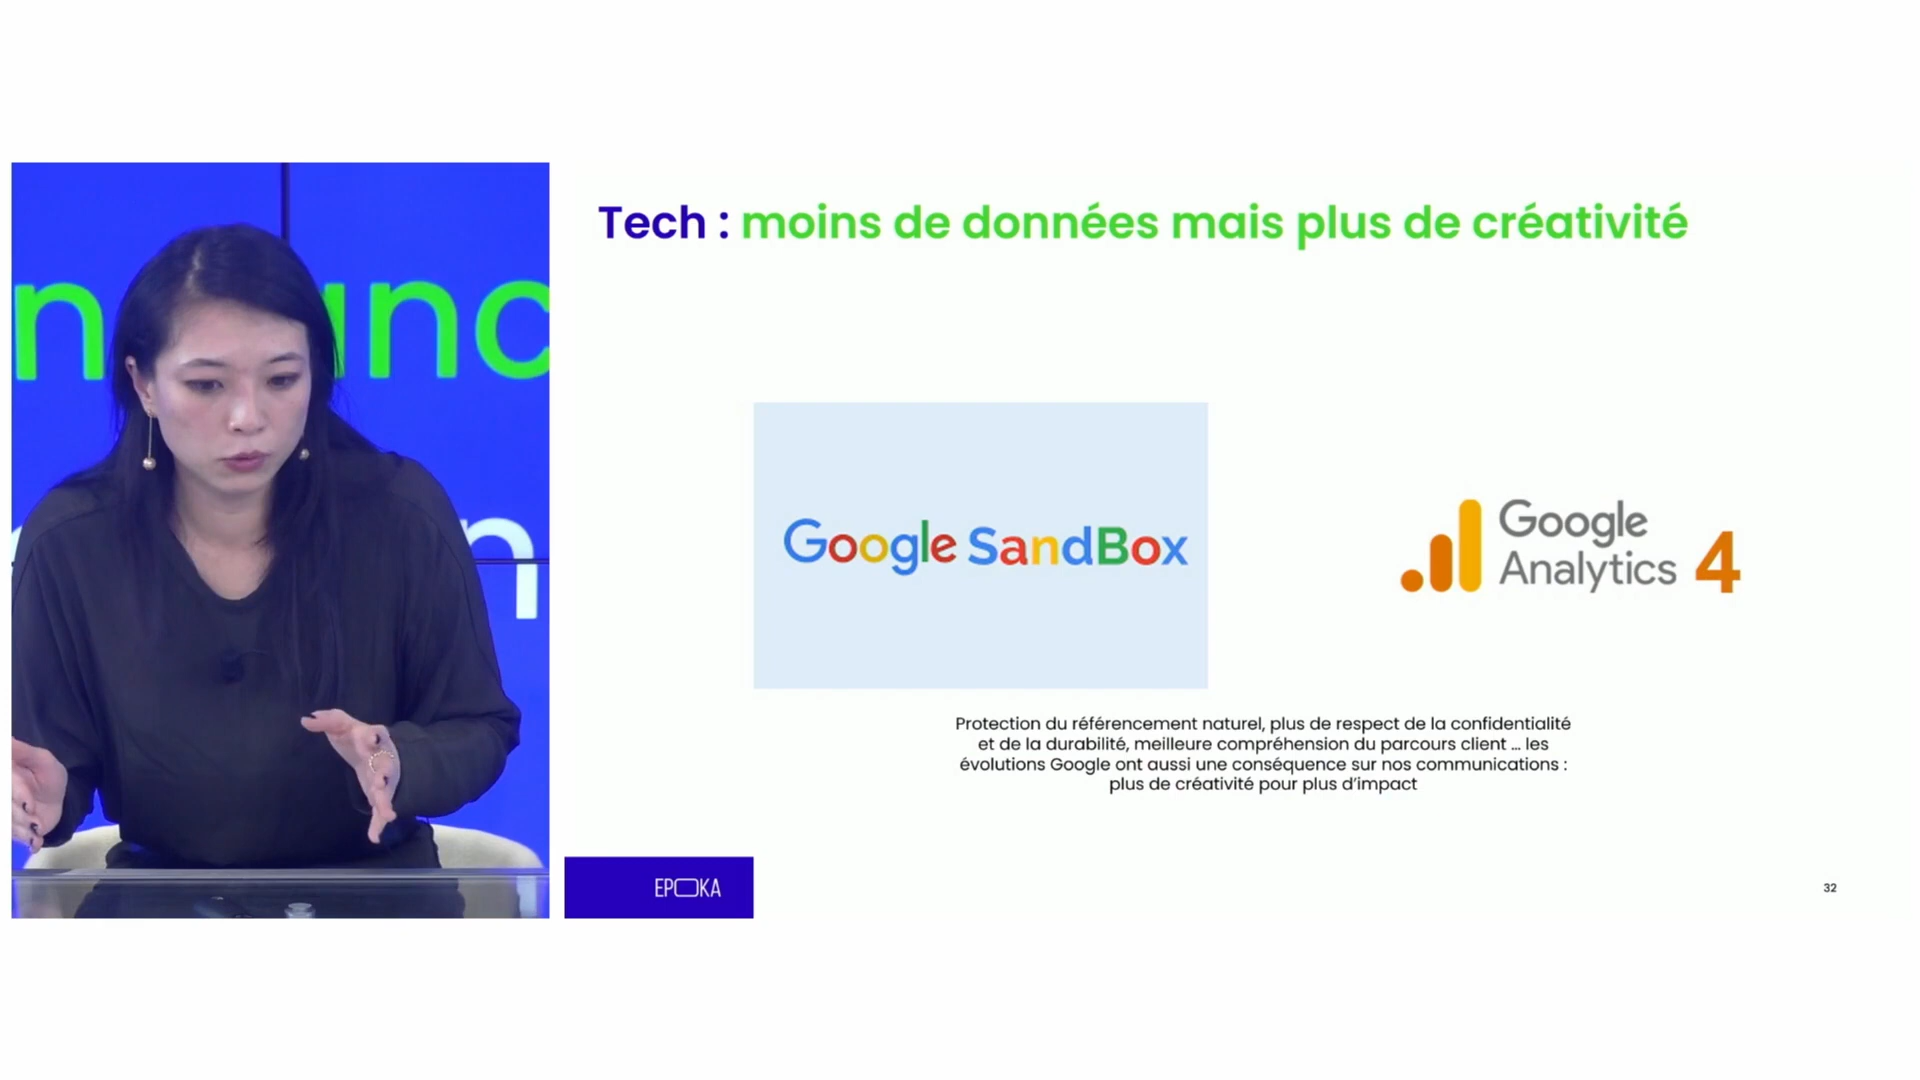 Tech : moins de données mais plus de créativité
Google SandBox
Google
Analytics 4
Protection du référencement naturel, plus de respect de la confidentialité
et de la durabilité, meilleure compréhension du parcours client ... les
évolutions Google ont aussi une conséquence sur nos communications :
plus de créativité pour plus d'impact
EPOKA
32